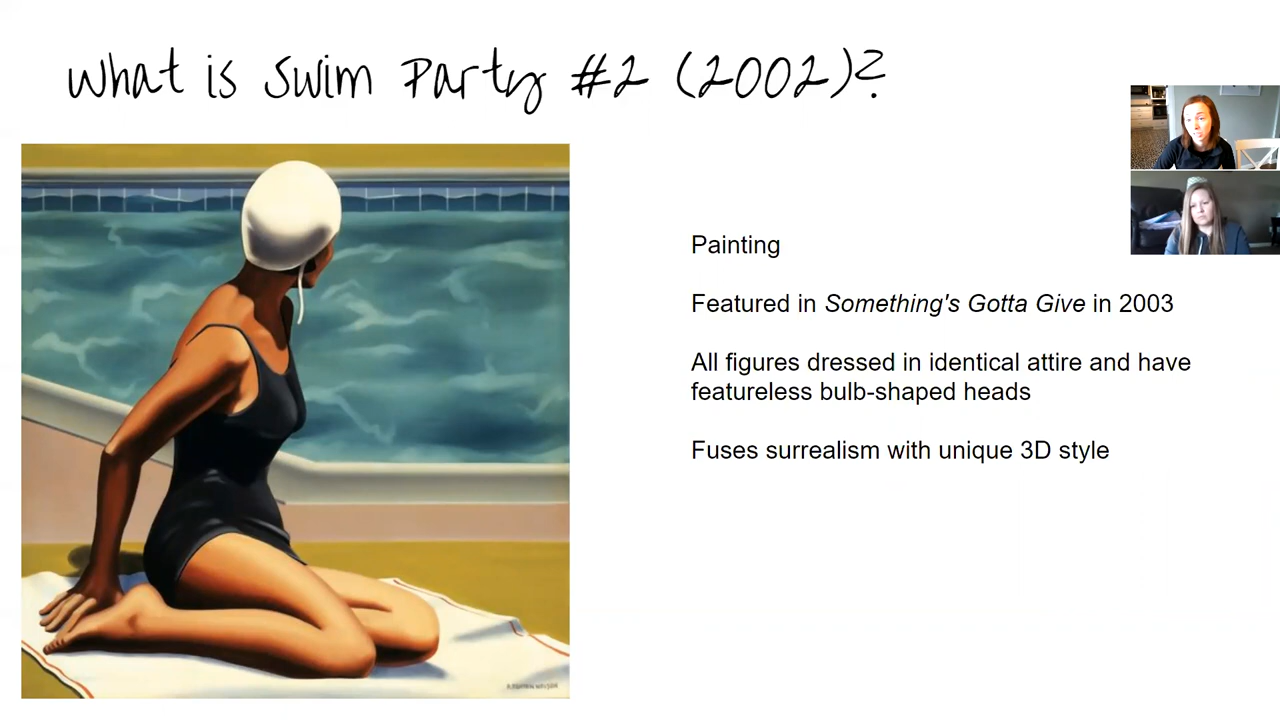 What is Swim Party #2 (2002)?
Painting
Featured in Something's Gotta Give in 2003
All figures dressed in identical attire and have
featureless bulb-shaped heads
Fuses surrealism with unique 3D style